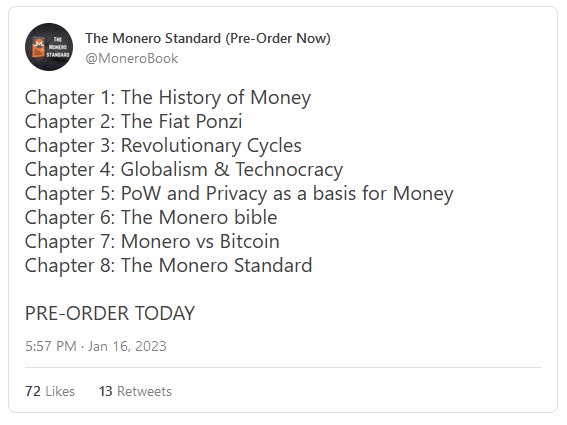 THE
MONERO
STANDARD
The Monero Standard (Pre-Order Now)
@MoneroBook
Chapter 1: The History of Money
Chapter 2: The Fiat Ponzi
Chapter 3: Revolutionary Cycles
Chapter 4: Globalism & Technocracy
Chapter 5: PoW and Privacy as a basis for Money
Chapter 6: The Monero bible
Chapter 7: Monero vs Bitcoin
Chapter 8: The Monero Standard
PRE-ORDER TODAY
5:57 PM · Jan 16, 2023
72 Likes 13 Retweets